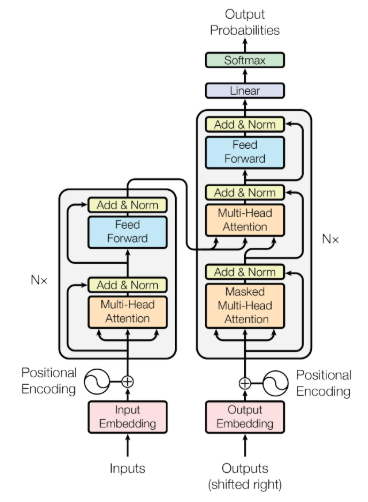 Output
Probabilities
Softmax
Linear
Add & Norm
Feed
Forward
Add & Norm
Multi-Head
Attention
N×
Add & Norm
Masked
Multi-Head
Attention
Add & Norm
Feed
Forward
N×
Add & Norm
Multi-Head
Attention
Positional
Encoding
Positional
Encoding
Input
Embedding
Output
Embedding
Inputs
Outputs
(shifted right)